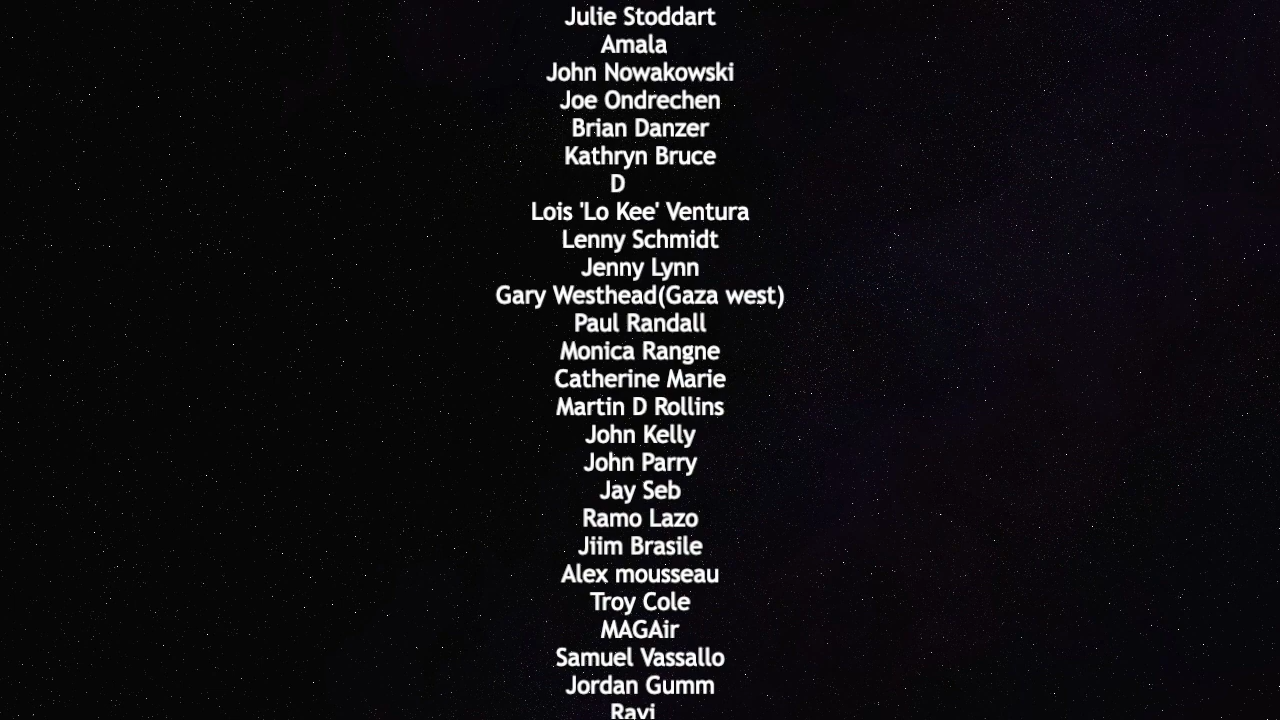 Julie Stoddart
Amala
John Nowakowski
Joe Ondrechen
Brian Danzer
Kathryn Bruce
D
Lois 'Lo Kee' Ventura
Lenny Schmidt
Jenny Lynn
Gary Westhead(Gaza west)
Paul Randall
Monica Rangne
Catherine Marie
Martin D Rollins
John Kelly
John Parry
Jay Seb
Ramo Lazo
Jiim Brasile
Alex mousseau
Troy Cole
MAGAir
Samuel Vassallo
Jordan Gumm
Ravi